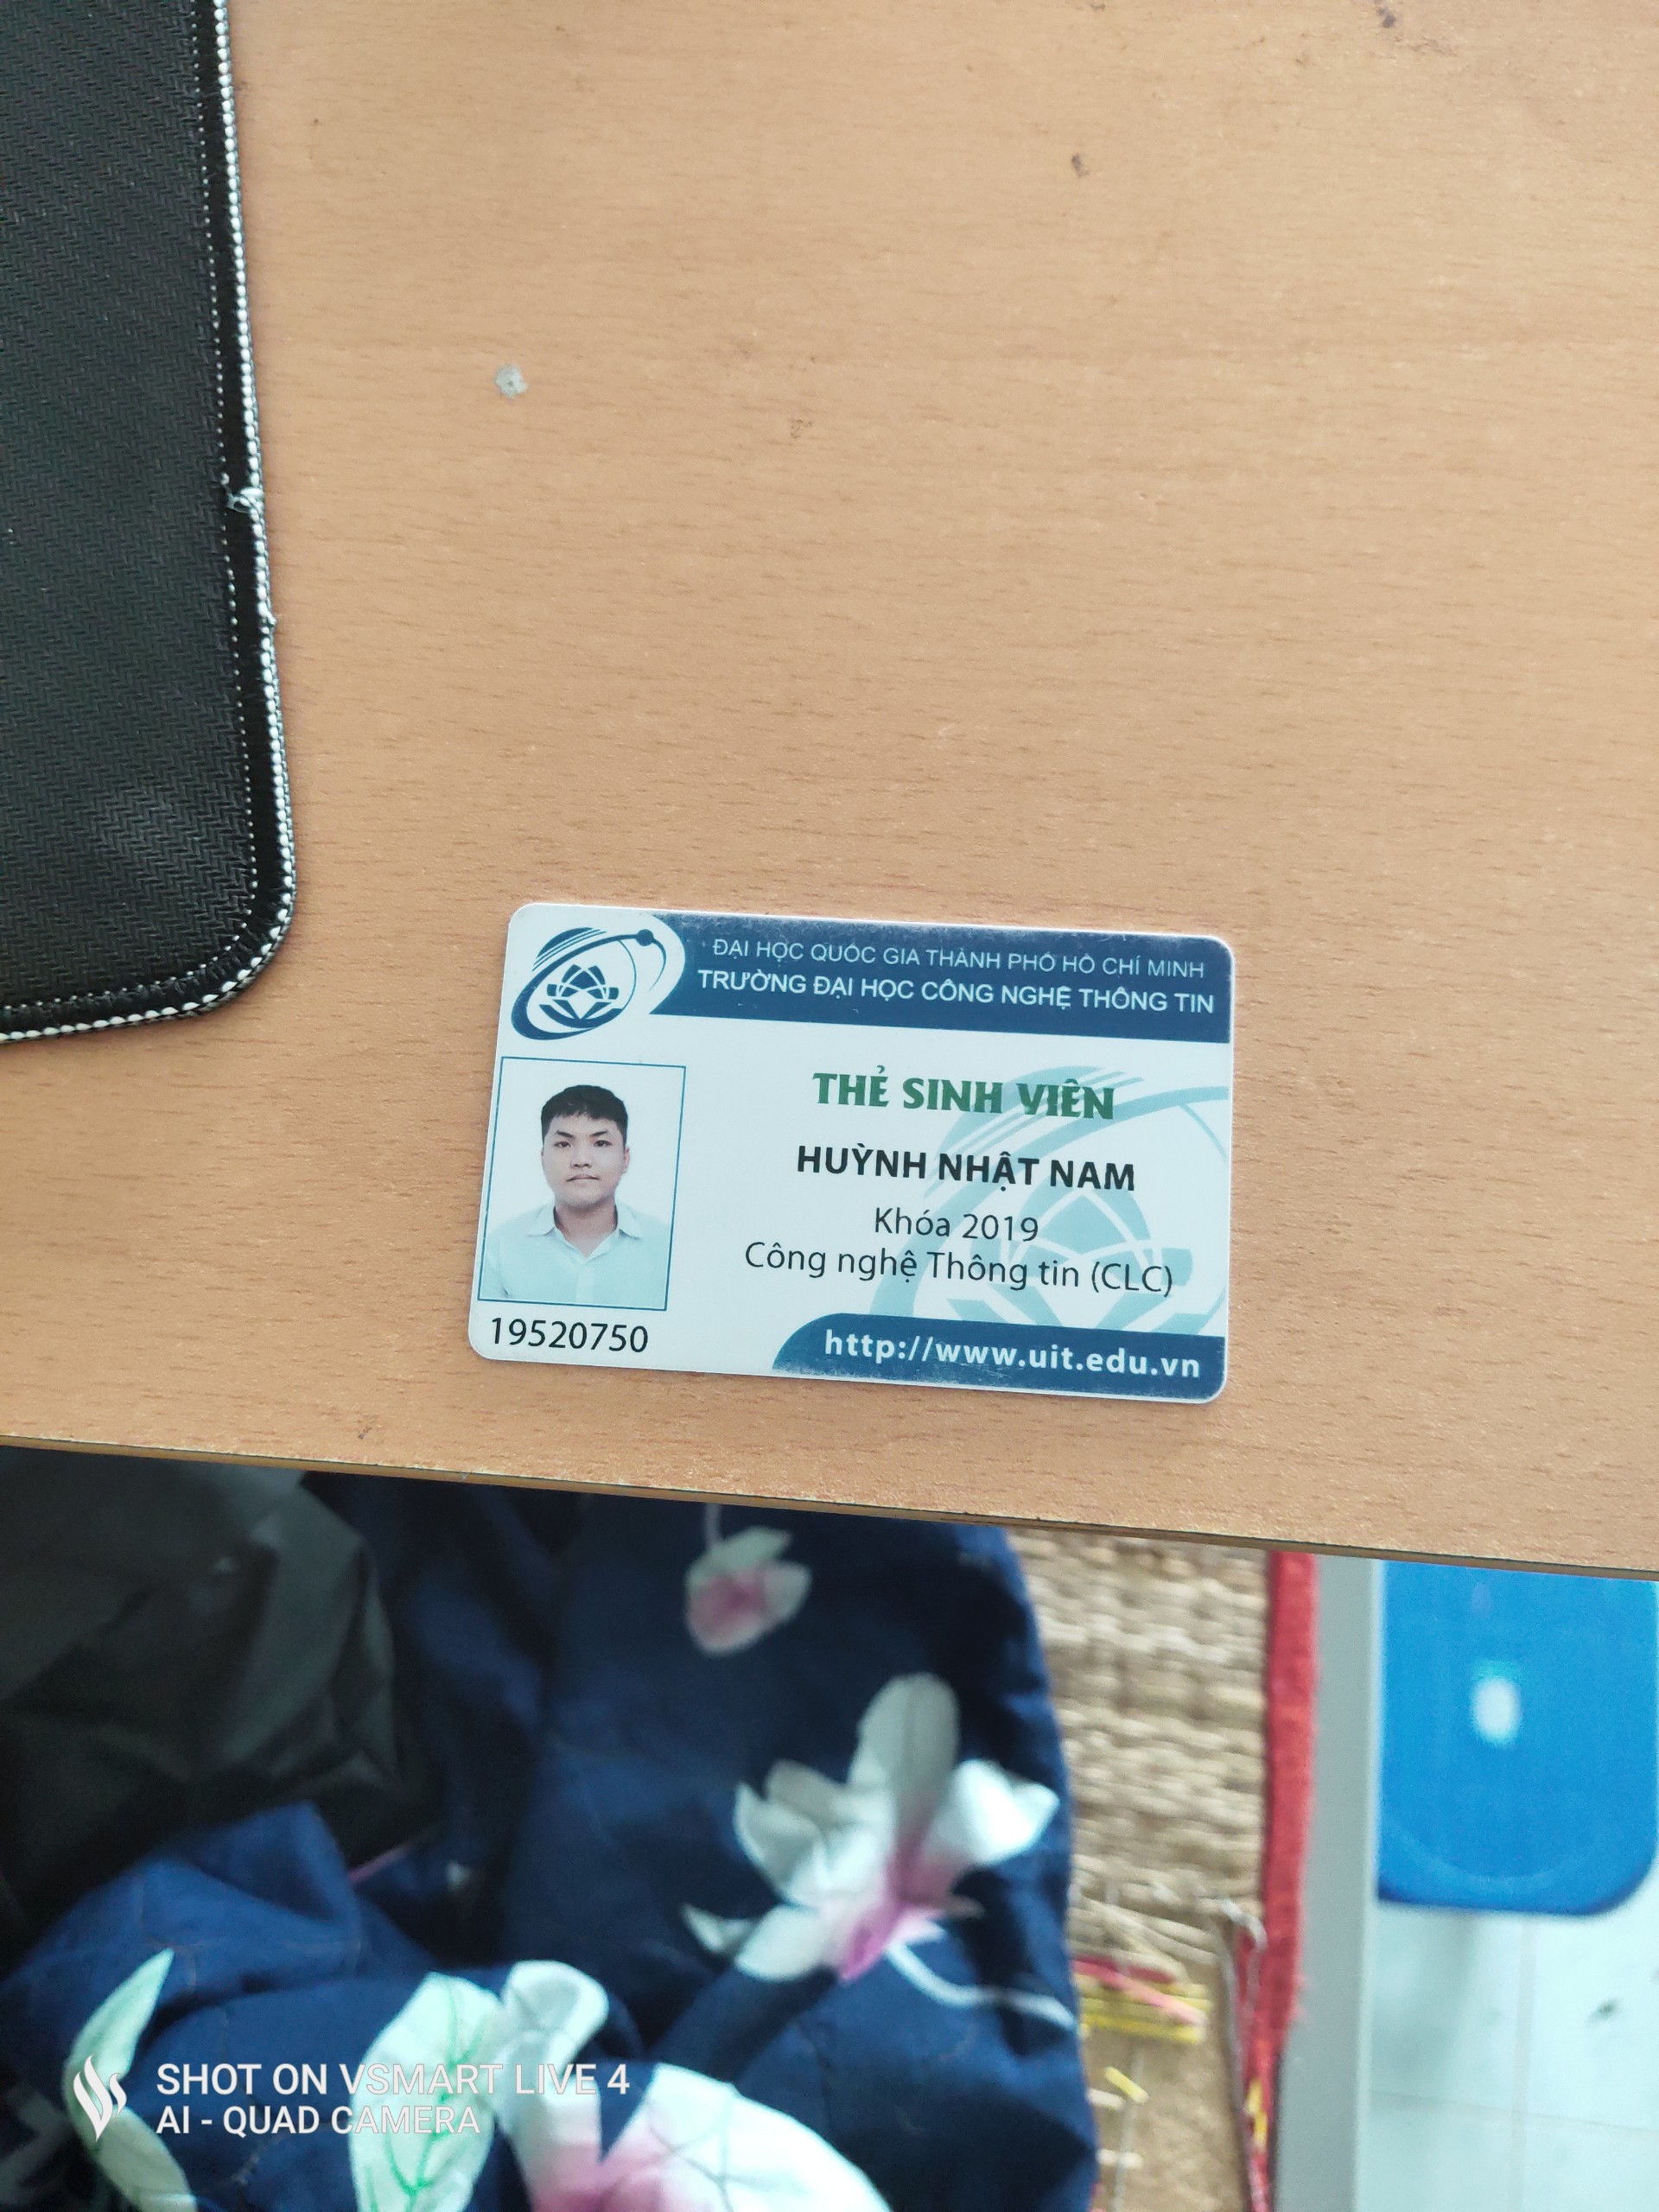 ĐẠI HỌC QUỐC GIA THÀNH PHỐ HỒ CHÍ MINH
TRƯỜNG ĐẠI HỌC CÔNG NGHỆ THÔNG TIN
THẺ SINH VIÊN
HUỲNH NHẬT NAM
Khóa 2019
Công nghệ Thông tin (CLC)
19520750
http://www.uit.edu.vn
SHOT ON VSMART LIVE 4
AI - QUAD CAMERA